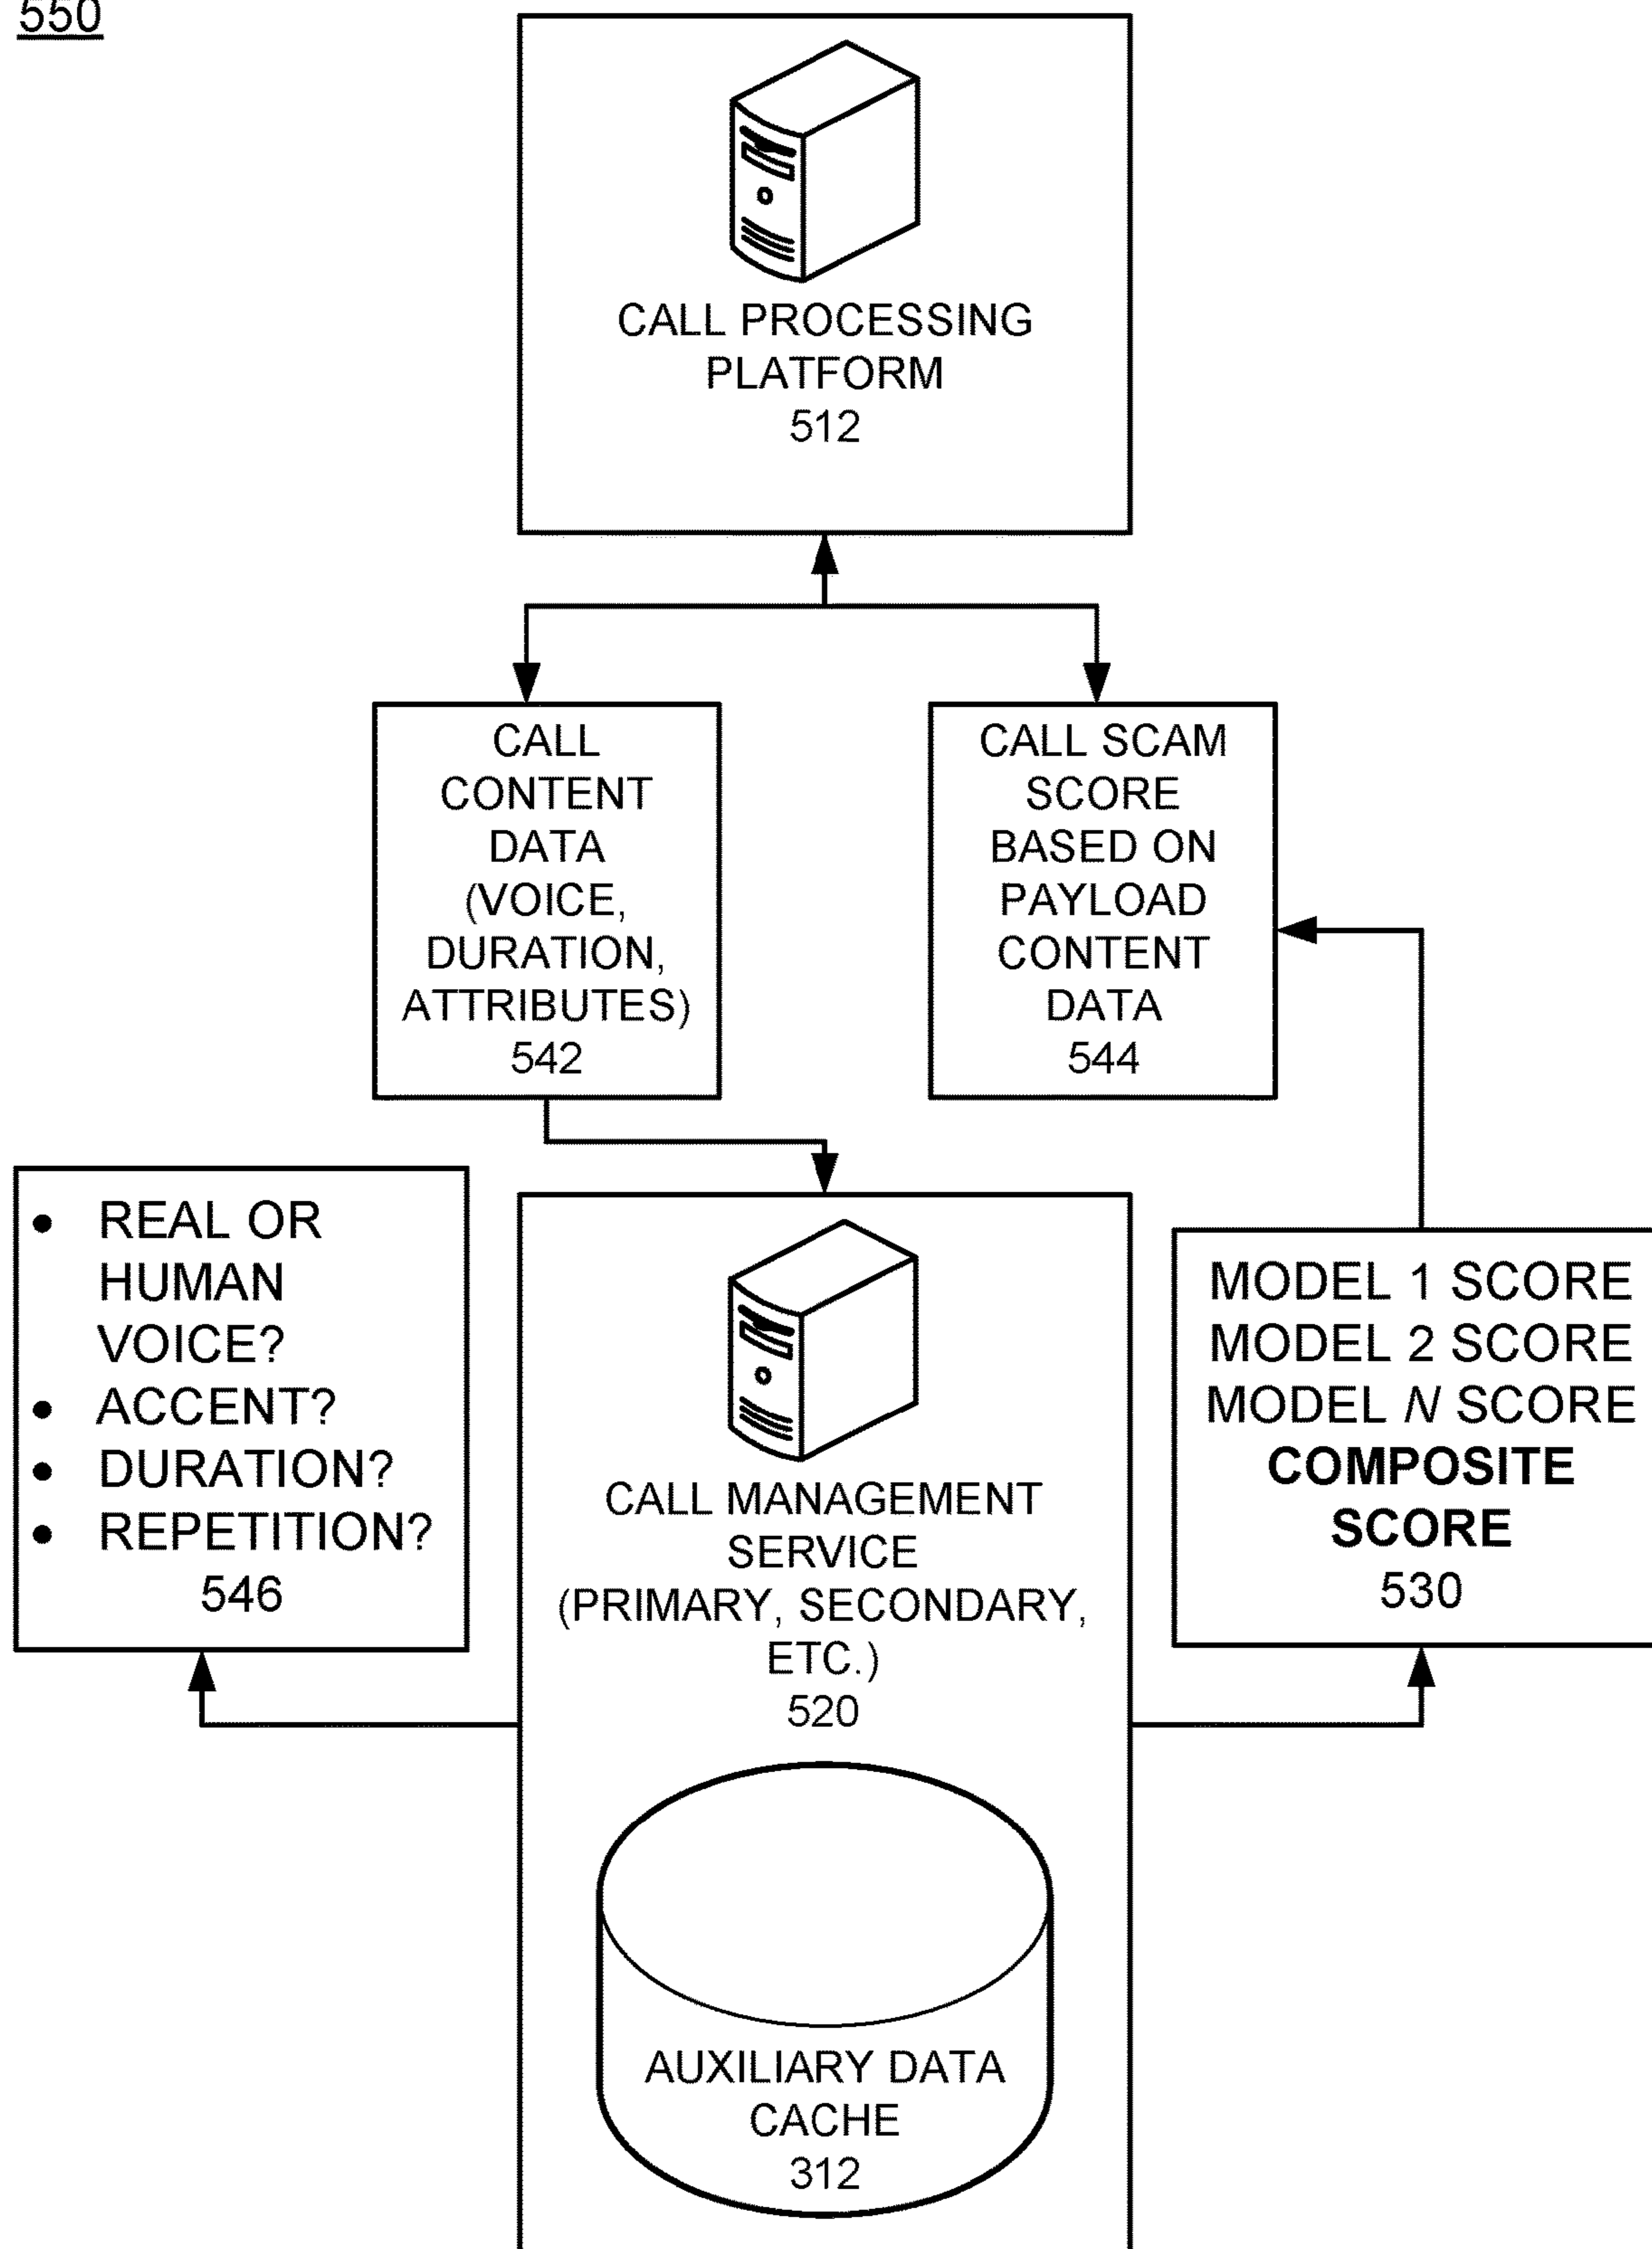 550
CALL PROCESSING
PLATFORM
512
CALL
CONTENT
DATA
(VOICE,
DURATION,
ATTRIBUTES)
542
CALL SCAM
SCORE
BASED ON
PAYLOAD
CONTENT
DATA
544
• REAL OR
HUMAN
VOICE?
• ACCENT?
• DURATION?
• REPETITION?
546
CALL MANAGEMENT
SERVICE
(PRIMARY, SECONDARY,
ETC.)
520
MODEL 1 SCORE
MODEL 2 SCORE
MODEL N SCORE
COMPOSITE
SCORE
530
AUXILIARY DATA
CACHE
312